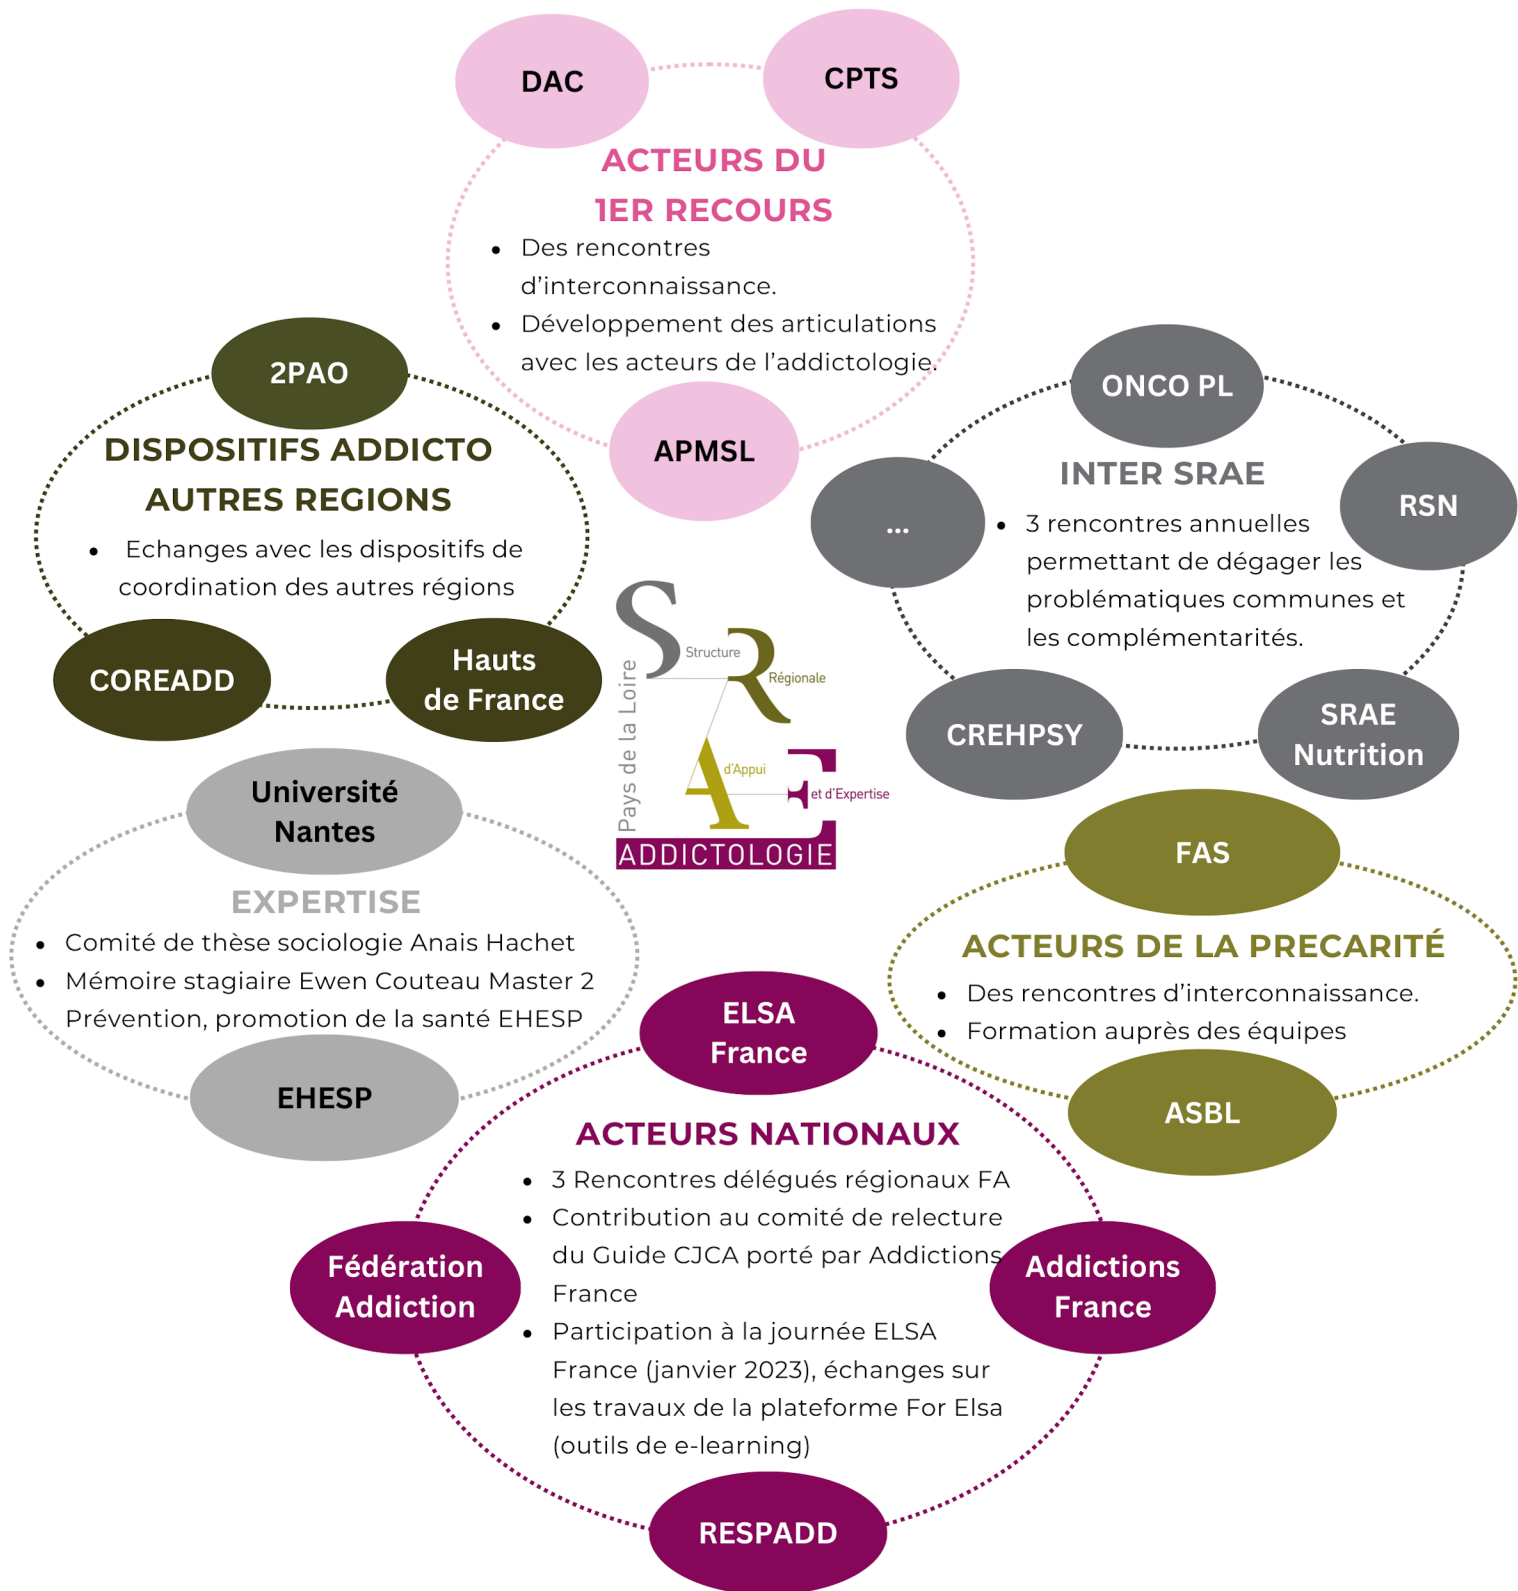 DAC
CPTS
ACTEURS DU
1ER RECOURS
• Des rencontres
d’interconnaissance.
• Développement des articulations
avec les acteurs de l’addictologie.
APMSL
2PAO
DISPOSITIFS ADDICTO
AUTRES REGIONS
• Echanges avec les dispositifs de
coordination des autres régions
COREADD
Hauts
de France
ONCO PL
RSN
...
INTER SRAE
• 3 rencontres annuelles
permettant de dégager les
problématiques communes et
les complémentarités.
CREHPSY
SRAE
Nutrition
Pays de la Loire
S
Structure
R
Régionale
A
d’Appui
E
et d’Expertise
ADDICTOLOGIE
Université
Nantes
EXPERTISE
• Comité de thèse sociologie Anais Hachet
• Mémoire stagiaire Ewen Couteau Master 2
Prévention, promotion de la santé EHESP
EHESP
FAS
ACTEURS DE LA PRECARITÉ
• Des rencontres d’interconnaissance.
• Formation auprès des équipes
ASBL
ELSA
France
ACTEURS NATIONAUX
• 3 Rencontres délégués régionaux FA
• Contribution au comité de relecture
du Guide CJCA porté par Addictions
France
• Participation à la journée ELSA
France (janvier 2023), échanges sur
les travaux de la plateforme For Elsa
(outils de e-learning)
Fédération
Addiction
Addictions
France
RESPADD